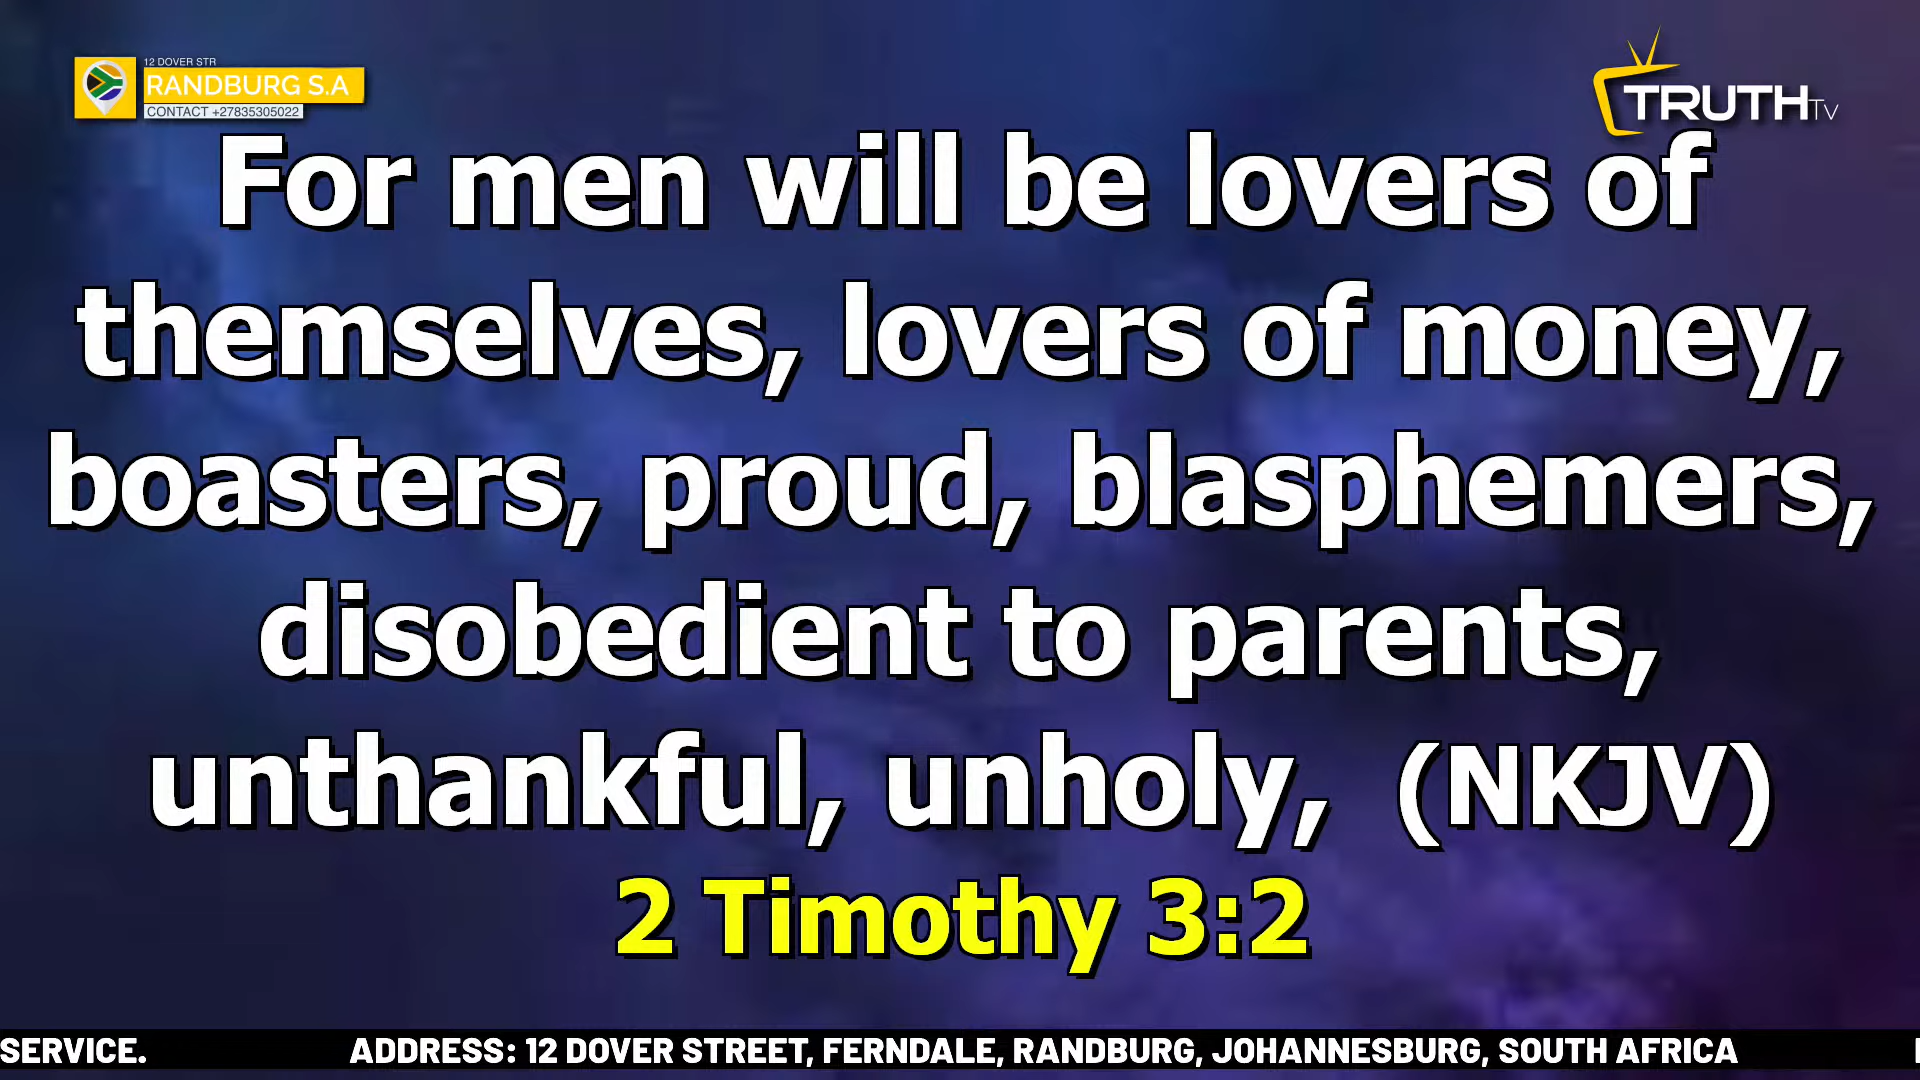 12 DOVER STR
RANDBURG S.A
CONTACT +27835305022
TRUTHTV
For men will be lovers of
themselves, lovers of money,
boasters, proud, blasphemers,
disobedient to parents,
unthankful, unholy, (NKJV)
2 Timothy 3:2
SERVICE. ADDRESS: 12 DOVER STREET, FERNDALE, RANDBURG, JOHANNESBURG, SOUTH AFRICA